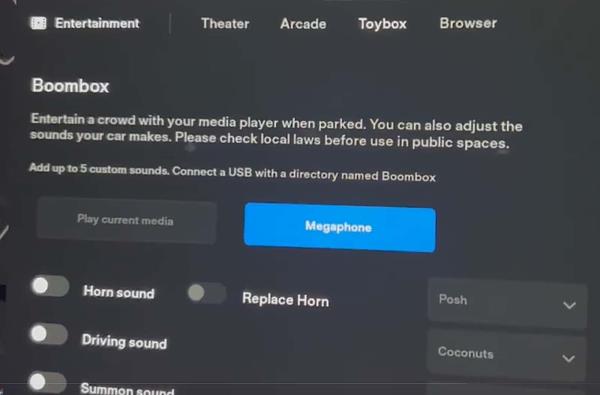 Entertainment Theater Arcade Toybox Browser
Boombox
Entertain a crowd with your media player when parked. You can also adjust the
sounds your car makes. Please check local laws before use in public spaces.
Add up to 5 custom sounds. Connect a USB with a directory named Boombox
Play current media Megaphone
Horn sound Replace Horn Posh
Driving sound Coconuts
Summon sound